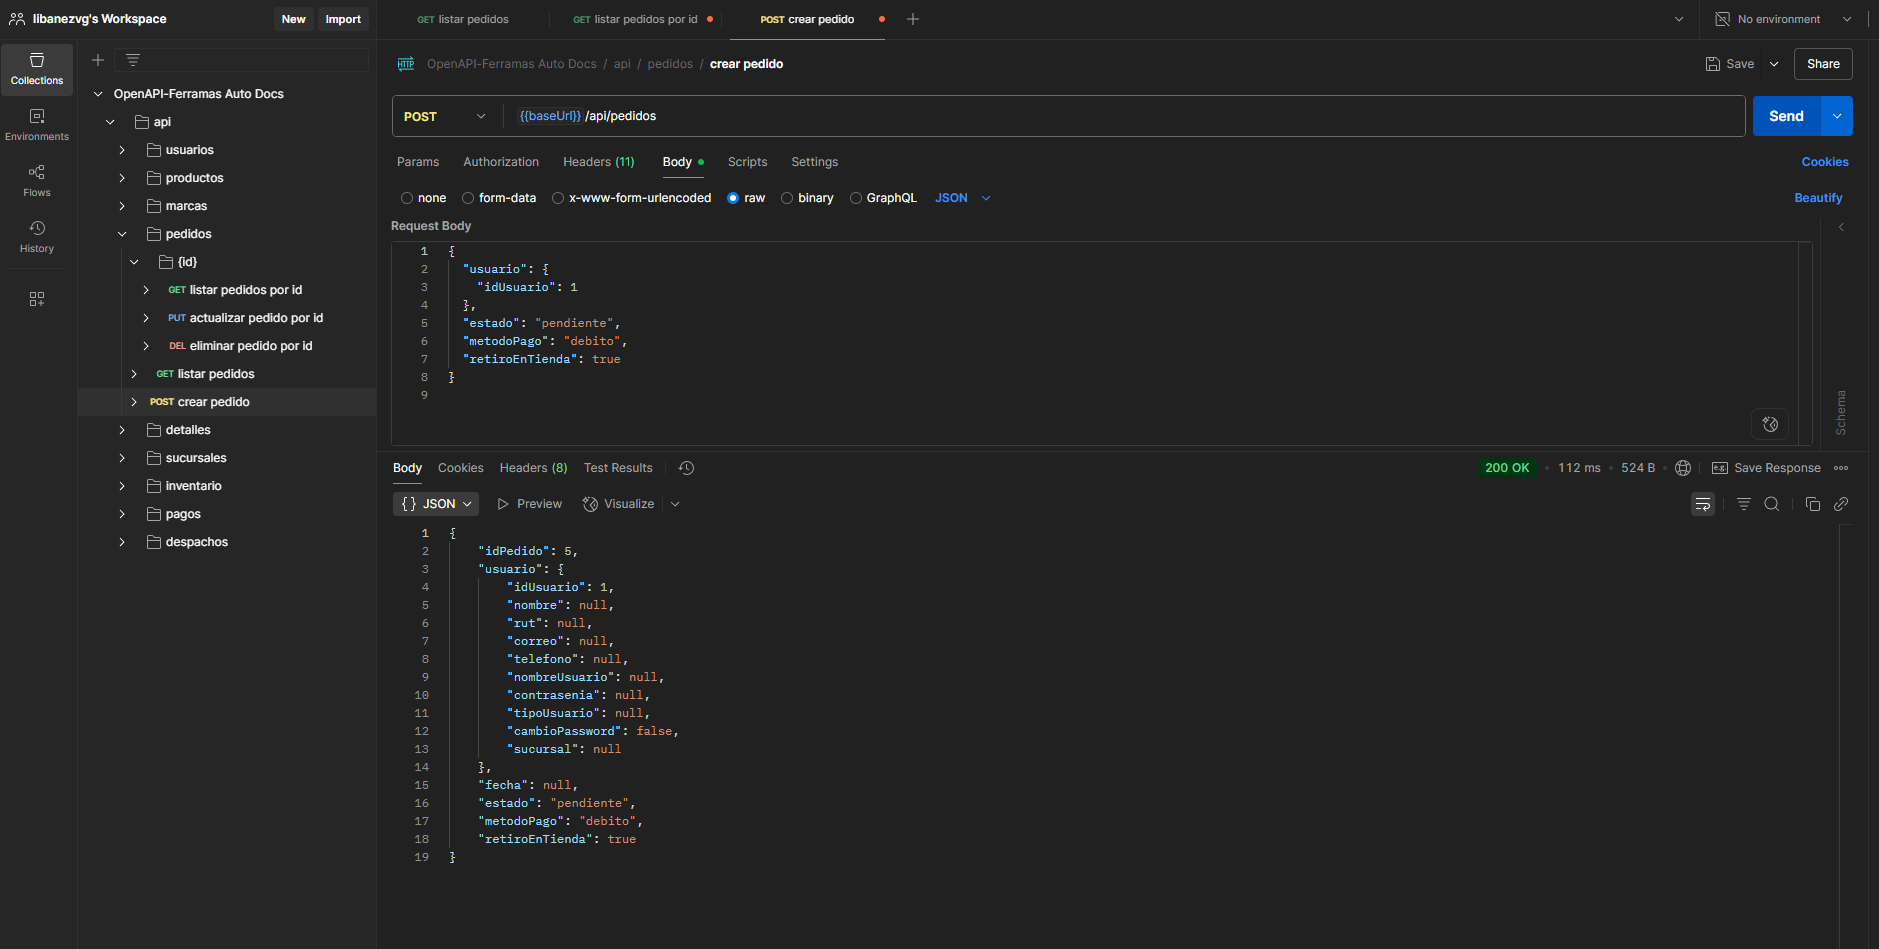 libanezvg's Workspace
New
Import
GET listar pedidos
GET listar pedidos por id
POST crear pedido
No environment
Collections
Environments
Flows
History
OpenAPI-Ferramas Auto Docs
api
usuarios
productos
marcas
pedidos
{id}
GET listar pedidos por id
PUT actualizar pedido por id
DEL eliminar pedido por id
GET listar pedidos
POST crear pedido
detalles
sucursales
inventario
pagos
despachos
HTTP OpenAPI-Ferramas Auto Docs / api / pedidos / crear pedido
Save
Share
POST
{{baseUrl}} /api/pedidos
Send
Params
Authorization
Headers (11)
Body
Scripts
Settings
Cookies
none
form-data
x-www-form-urlencoded
raw
binary
GraphQL
JSON
Beautify
Request Body
1 {
2 "usuario": {
3 "idUsuario": 1
4 },
5 "estado": "pendiente",
6 "metodoPago": "debito",
7 "retiroEnTienda": true
8 }
9
Schema
Body
Cookies
Headers (8)
Test Results
200 OK
112 ms
524 B
e.g. Save Response
{} JSON
Preview
Visualize
1 {
2 "idPedido": 5,
3 "usuario": {
4 "idUsuario": 1,
5 "nombre": null,
6 "rut": null,
7 "correo": null,
8 "telefono": null,
9 "nombreUsuario": null,
10 "contrasenia": null,
11 "tipoUsuario": null,
12 "cambioPassword": false,
13 "sucursal": null
14 },
15 "fecha": null,
16 "estado": "pendiente",
17 "metodoPago": "debito",
18 "retiroEnTienda": true
19 }